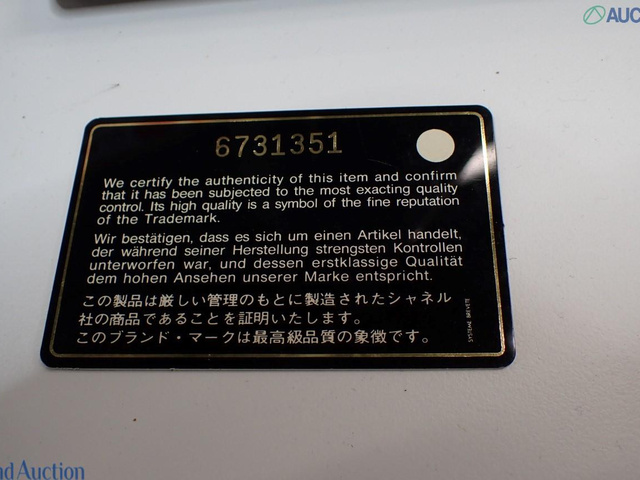 AUC
6731351
We certify the authenticity of this item and confirm
that it has been subjected to the most exacting quality
control. Its high quality is a symbol of the fine reputation
of the Trademark.
Wir bestätigen, dass es sich um einen Artikel handelt,
der während seiner Herstellung strengsten Kontrollen
unterworfen war, und dessen erstklassige Qualität
dem hohen Ansehen unserer Marke entspricht.
この製品は厳しい管理のもとに製造されたシャネル
社の商品であることを証明いたします。
このブランド・マークは最高級品質の象徴です。
SYSTEME BREVETE
nd Auction